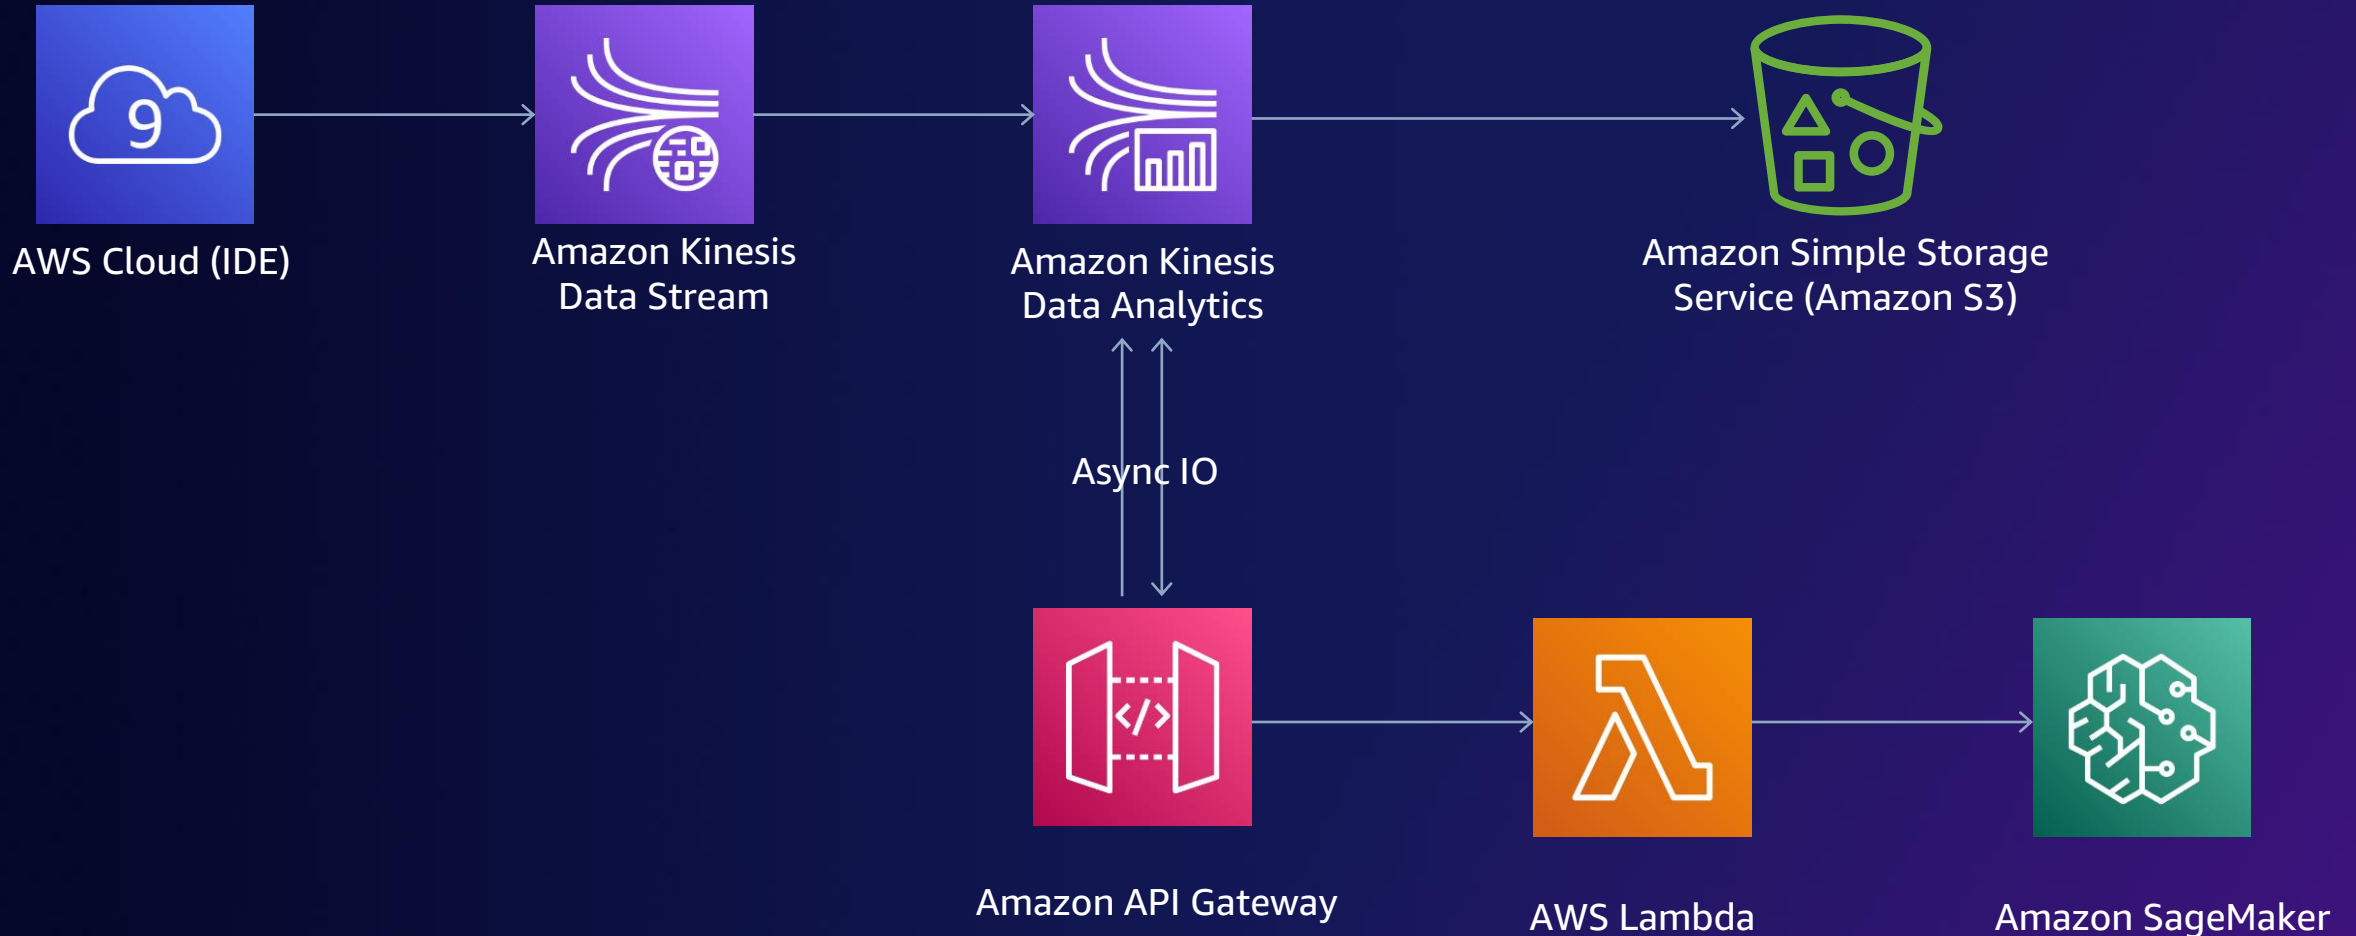 9
AWS Cloud (IDE)
Amazon Kinesis
Data Stream
Amazon Kinesis
Data Analytics
Amazon Simple Storage
Service (Amazon S3)
Async IO
</>
Amazon API Gateway
AWS Lambda
Amazon SageMaker